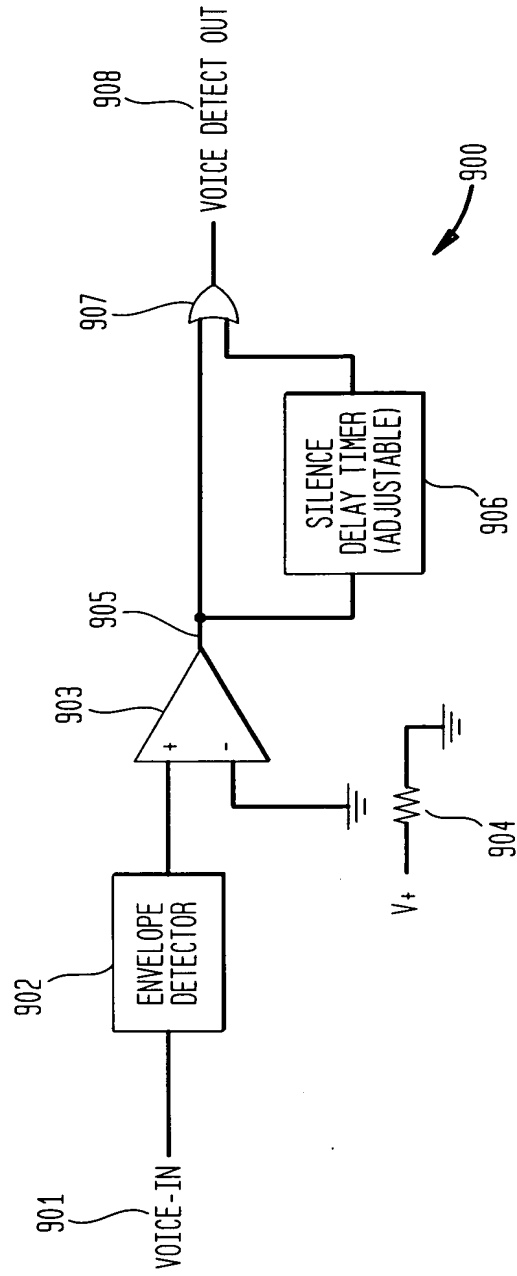 901
VOICE-IN
902
ENVELOPE
DETECTOR
903
+
-
905
904
V+
SILENCE
DELAY TIMER
(ADJUSTABLE)
906
907
VOICE DETECT OUT
908
900